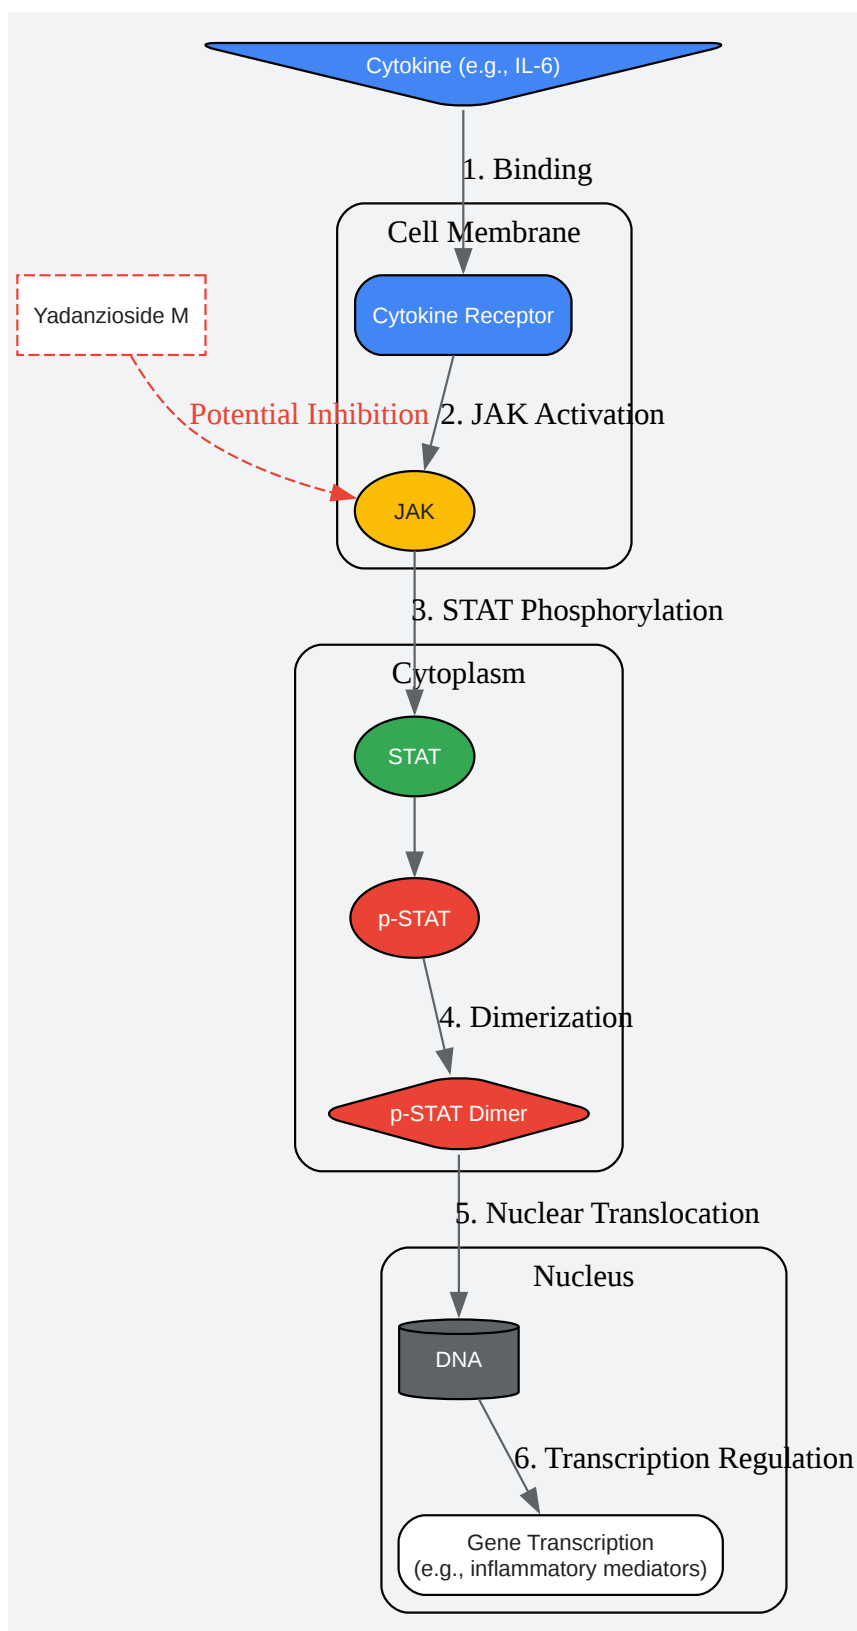 Cytokine (e.g., IL-6)
1. Binding
Cell Membrane
Yadanzioside M
Cytokine Receptor
Potential Inhibition
2. JAK Activation
JAK
3. STAT Phosphorylation
Cytoplasm
STAT
p-STAT
4. Dimerization
p-STAT Dimer
5. Nuclear Translocation
Nucleus
DNA
6. Transcription Regulation
Gene Transcription
(e.g., inflammatory mediators)